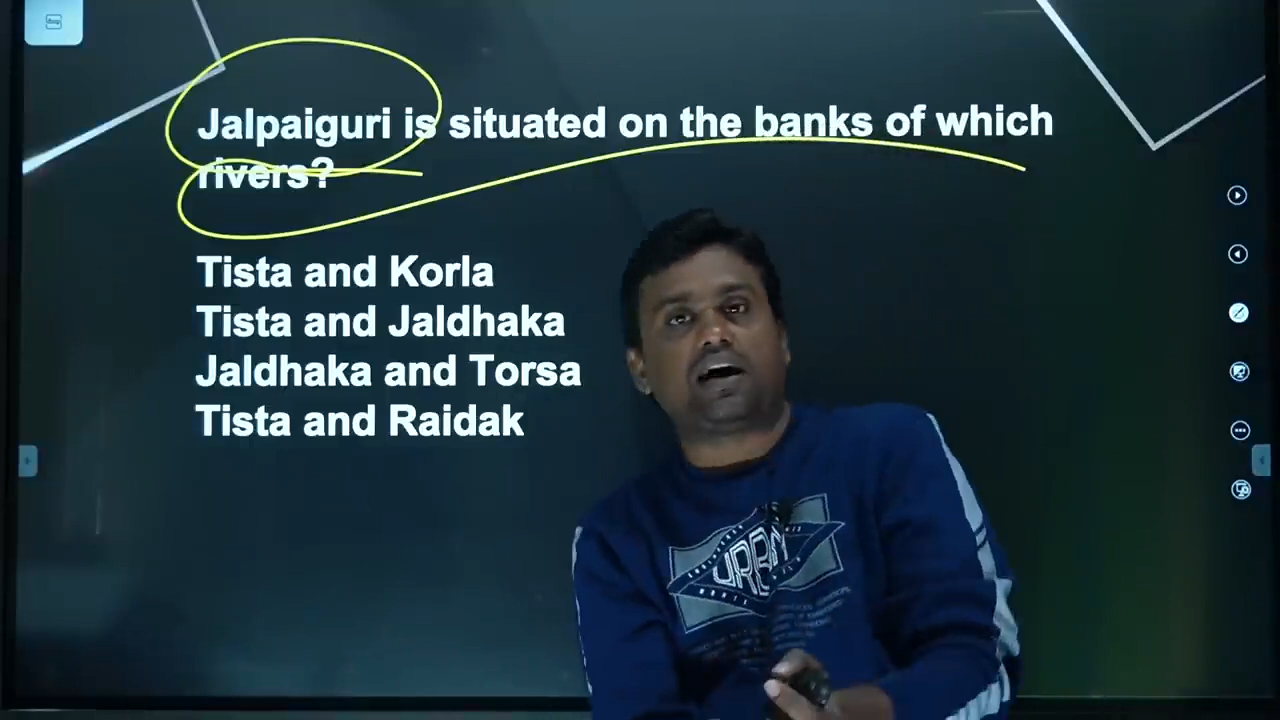 Jalpaiguri is situated on the banks of which
rivers?
Tista and Korla
Tista and Jaldhaka
Jaldhaka and Torsa
Tista and Raidak
URBN